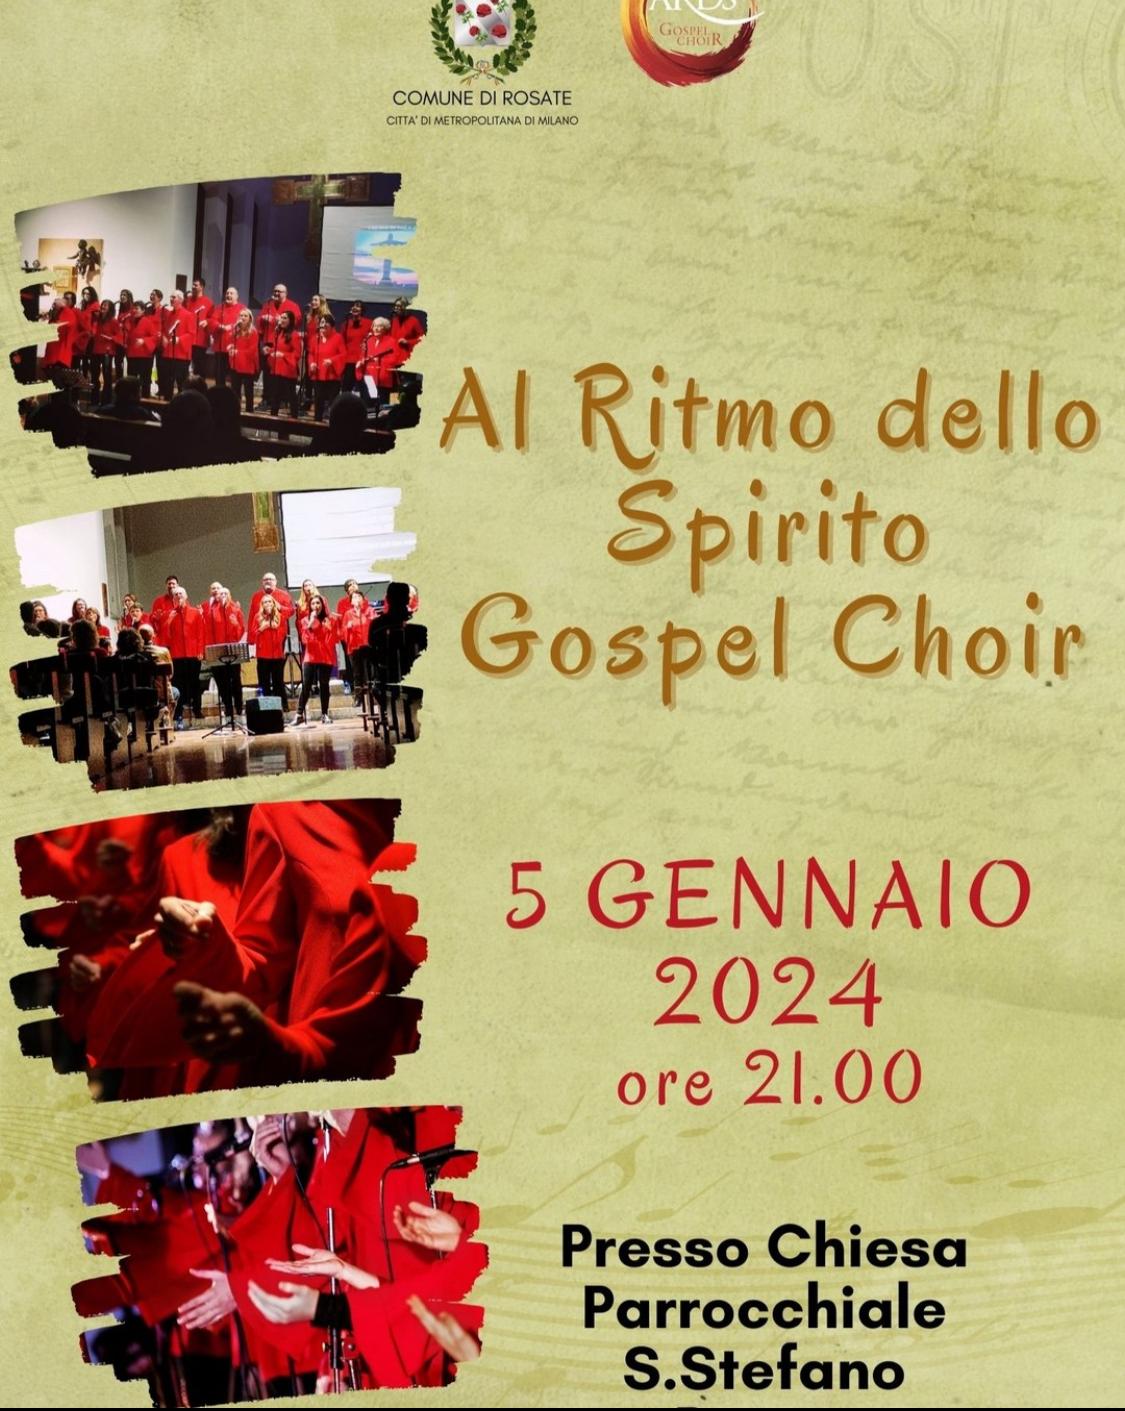 ARDS
GOSPEL
CHOIR
COMUNE DI ROSATE
CITTA' DI METROPOLITANA DI MILANO
Al Ritmo dello
Spirito
Gospel Choir
5 GENNAIO
2024
ore 21.00
Presso Chiesa
Parrocchiale
S.Stefano